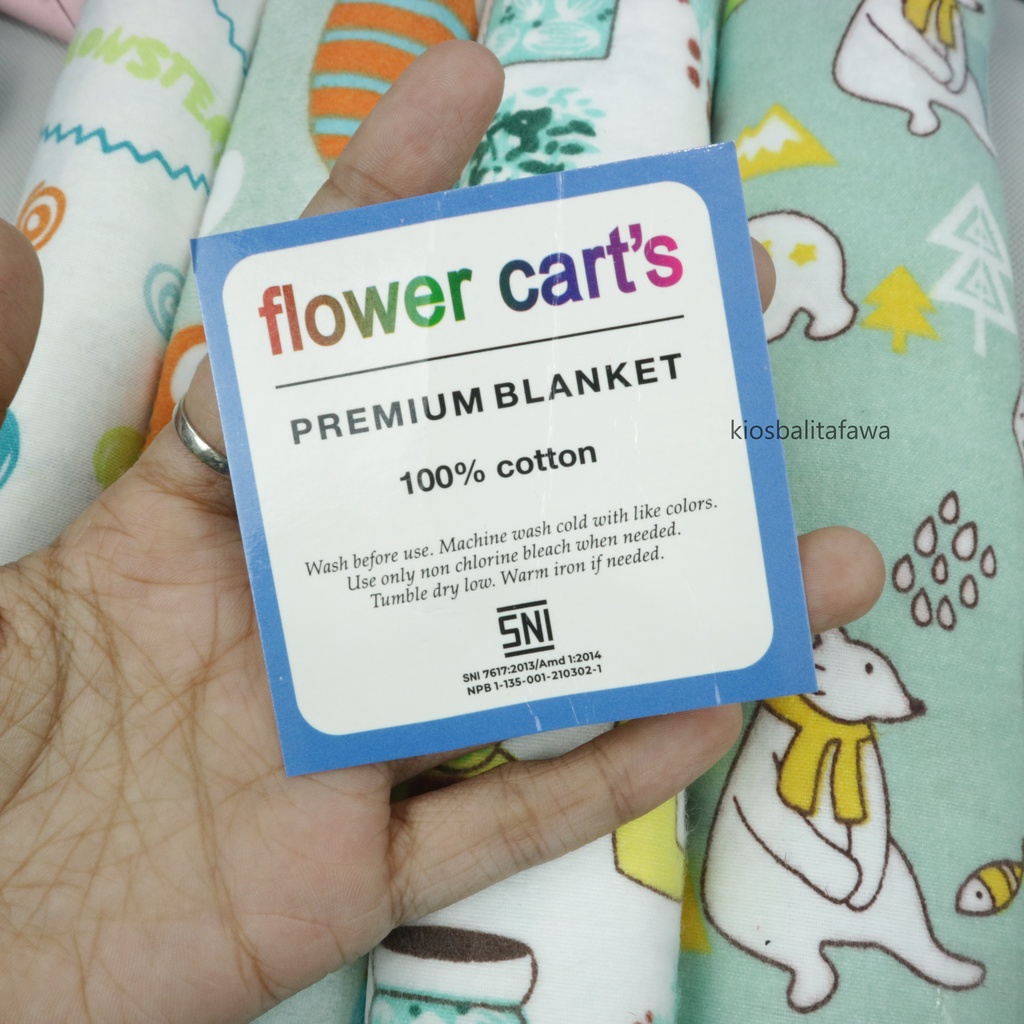 flower cart's
PREMIUM BLANKET
100% cotton
Wash before use. Machine wash cold with like colors.
Use only non chlorine bleach when needed.
Tumble dry low. Warm iron if needed.
SNI
SNI 7617:2013/Amd 1:2014
NPB 1-135-001-210302-1
kiosbalitafawa